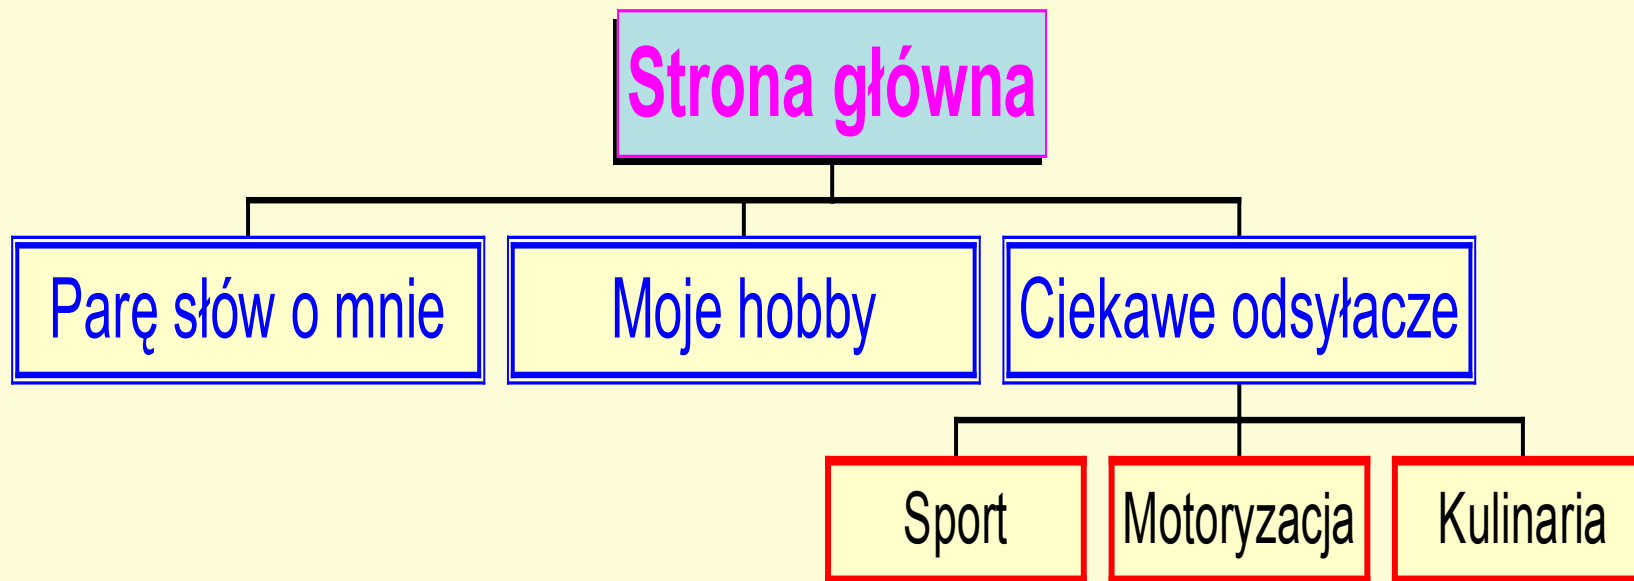 Strona główna
Parę słów o mnie
Moje hobby
Ciekawe odsyłacze
Sport
Motoryzacja
Kulinaria